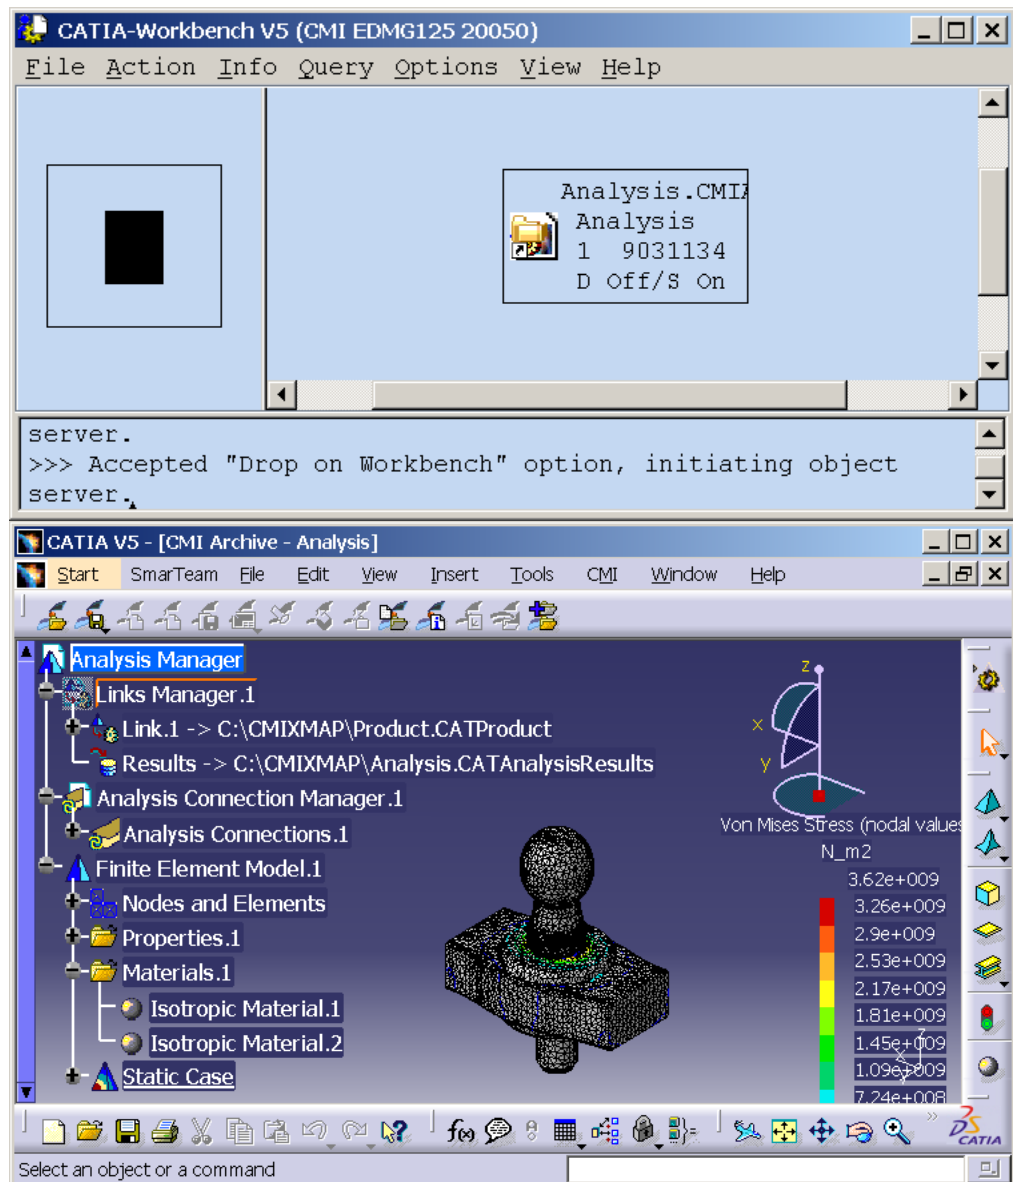 CATIA-Workbench V5 (CMI EDMG125 20050)
File Action Info Query Options View Help
Analysis.CMIA
Analysis
1 9031134
D Off/S On
server.
>>> Accepted "Drop on Workbench" option, initiating object
server.
CATIA V5 - [CMI Archive - Analysis]
Start SmarTeam File Edit View Insert Tools CMI Window Help
Analysis Manager
Links Manager.1
Link.1 -> C:\CMIXMAP\Product.CATProduct
Results -> C:\CMIXMAP\Analysis.CATAnalysisResults
Analysis Connection Manager.1
Analysis Connections.1
Finite Element Model.1
Nodes and Elements
Properties.1
Materials.1
Isotropic Material.1
Isotropic Material.2
Static Case
z
x
y
Von Mises Stress (nodal values
N_m2
3.62e+009
3.26e+009
2.9e+009
2.53e+009
2.17e+009
1.81e+009
1.45e+009
1.09e+009
7.24e+008
f(x)
CATIA
Select an object or a command